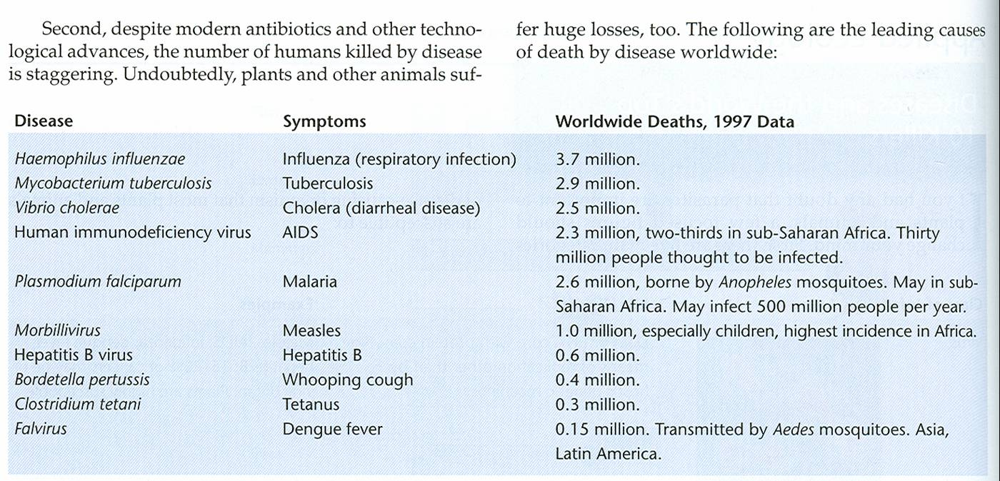 Second, despite modern antibiotics and other techno-
logical advances, the number of humans killed by disease
is staggering. Undoubtedly, plants and other animals suf-
fer huge losses, too. The following are the leading causes
of death by disease worldwide:
Disease Symptoms Worldwide Deaths, 1997 Data
Haemophilus influenzae Influenza (respiratory infection) 3.7 million.
Mycobacterium tuberculosis Tuberculosis 2.9 million.
Vibrio cholerae Cholera (diarrheal disease) 2.5 million.
Human immunodeficiency virus AIDS 2.3 million, two-thirds in sub-Saharan Africa. Thirty
million people thought to be infected.
Plasmodium falciparum Malaria 2.6 million, borne by Anopheles mosquitoes. May in sub-
Saharan Africa. May infect 500 million people per year.
Morbillivirus Measles 1.0 million, especially children, highest incidence in Africa.
Hepatitis B virus Hepatitis B 0.6 million.
Bordetella pertussis Whooping cough 0.4 million.
Clostridium tetani Tetanus 0.3 million.
Falvirus Dengue fever 0.15 million. Transmitted by Aedes mosquitoes. Asia,
Latin America.